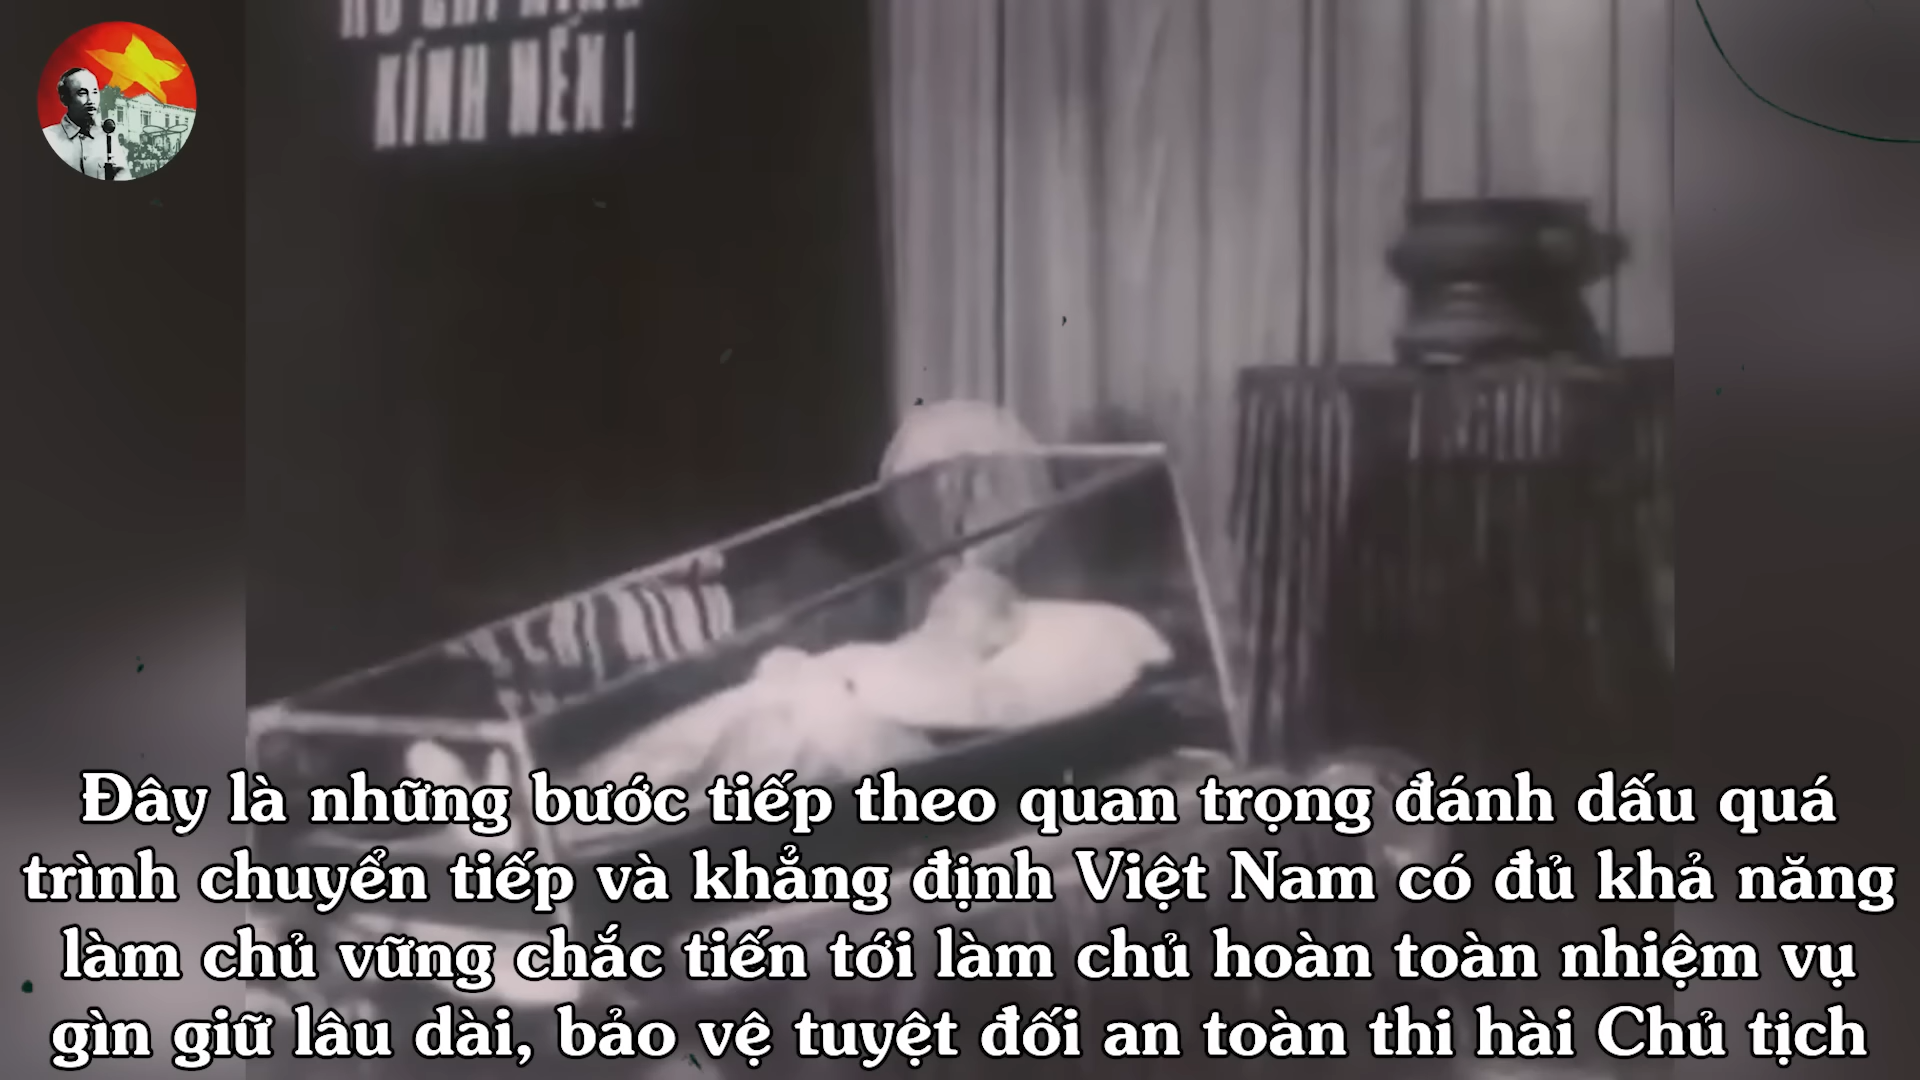 KÍNH MẾN !
Đây là những bước tiếp theo quan trọng đánh dấu quá
trình chuyển tiếp và khẳng định Việt Nam có đủ khả năng
làm chủ vững chắc tiến tới làm chủ hoàn toàn nhiệm vụ
gìn giữ lâu dài, bảo vệ tuyệt đối an toàn thi hài Chủ tịch